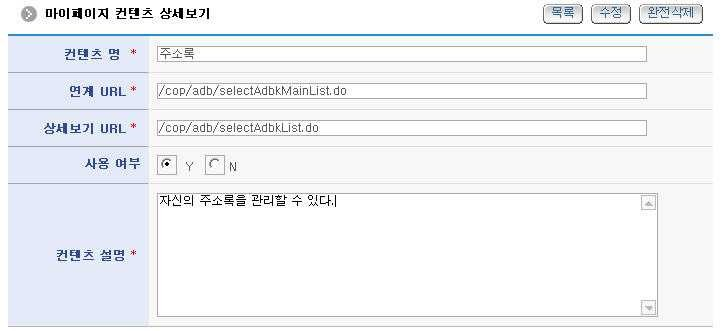 마이페이지 컨텐츠 상세보기 목록 수정 완전삭제
컨텐츠 명 * 주소록
연계 URL * /cop/adb/selectAdbkMainList.do
상세보기 URL * /cop/adb/selectAdbkList.do
사용 여부 Y N
컨텐츠 설명 * 자신의 주소록을 관리할 수 있다.